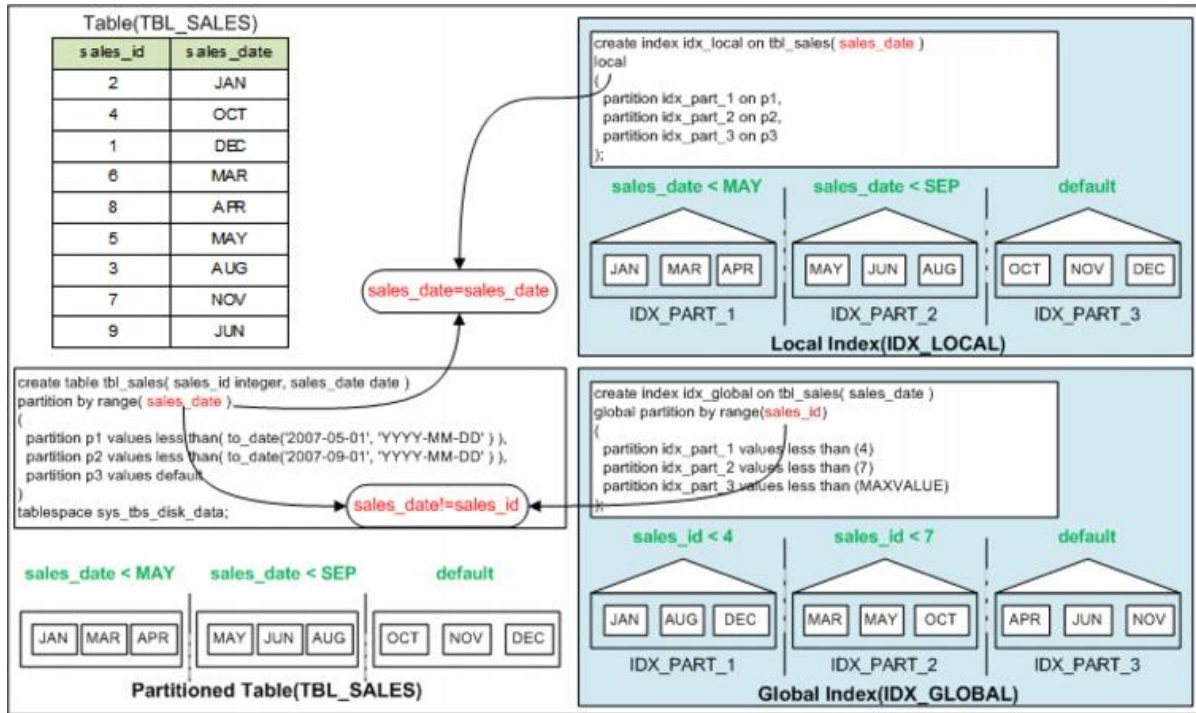 Table(TBL_SALES)
sales_id sales_date
2 JAN
4 OCT
1 DEC
6 MAR
8 APR
5 MAY
3 AUG
7 NOV
9 JUN
create index idx_local on tbl_sales( sales_date )
local
(
partition idx_part_1 on p1,
partition idx_part_2 on p2,
partition idx_part_3 on p3
);
sales_date < MAY sales_date < SEP default
JAN MAR APR MAY JUN AUG OCT NOV DEC
IDX_PART_1 IDX_PART_2 IDX_PART_3
Local Index(IDX_LOCAL)
sales_date=sales_date
create table tbl_sales( sales_id integer, sales_date date )
partition by range( sales_date )
(
partition p1 values less than( to_date('2007-05-01', 'YYYY-MM-DD' ) ),
partition p2 values less than( to_date('2007-09-01', 'YYYY-MM-DD' ) ),
partition p3 values default
)
tablespace sys_tbs_disk_data;
sales_date!=sales_id
create index idx_global on tbl_sales( sales_date )
global partition by range(sales_id)
(
partition idx_part_1 values less than (4)
partition idx_part_2 values less than (7)
partition idx_part_3 values less than (MAXVALUE)
);
sales_id < 4 sales_id < 7 default
JAN AUG DEC MAR MAY OCT APR JUN NOV
IDX_PART_1 IDX_PART_2 IDX_PART_3
Global Index(IDX_GLOBAL)
sales_date < MAY sales_date < SEP default
JAN MAR APR MAY JUN AUG OCT NOV DEC
Partitioned Table(TBL_SALES)